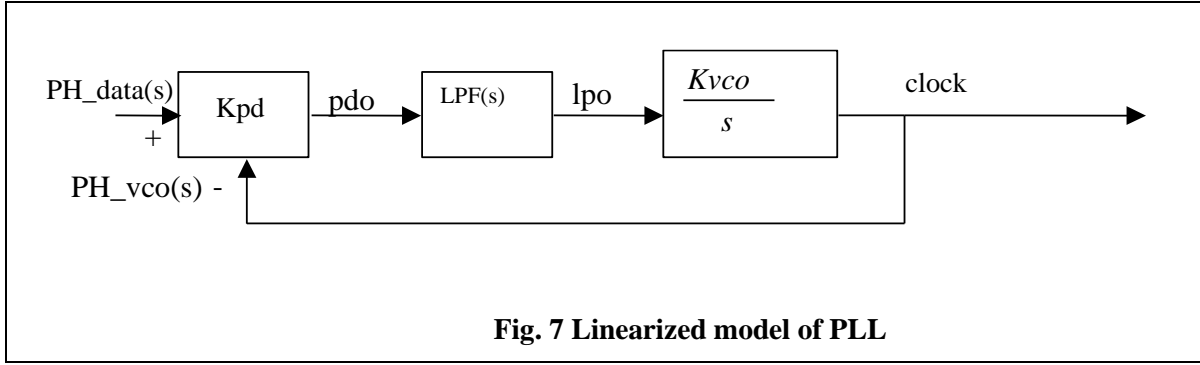 PH_data(s)
+
Kpd
pdo
LPF(s)
lpo
Kvco
s
clock
PH_vco(s) -
Fig. 7 Linearized model of PLL